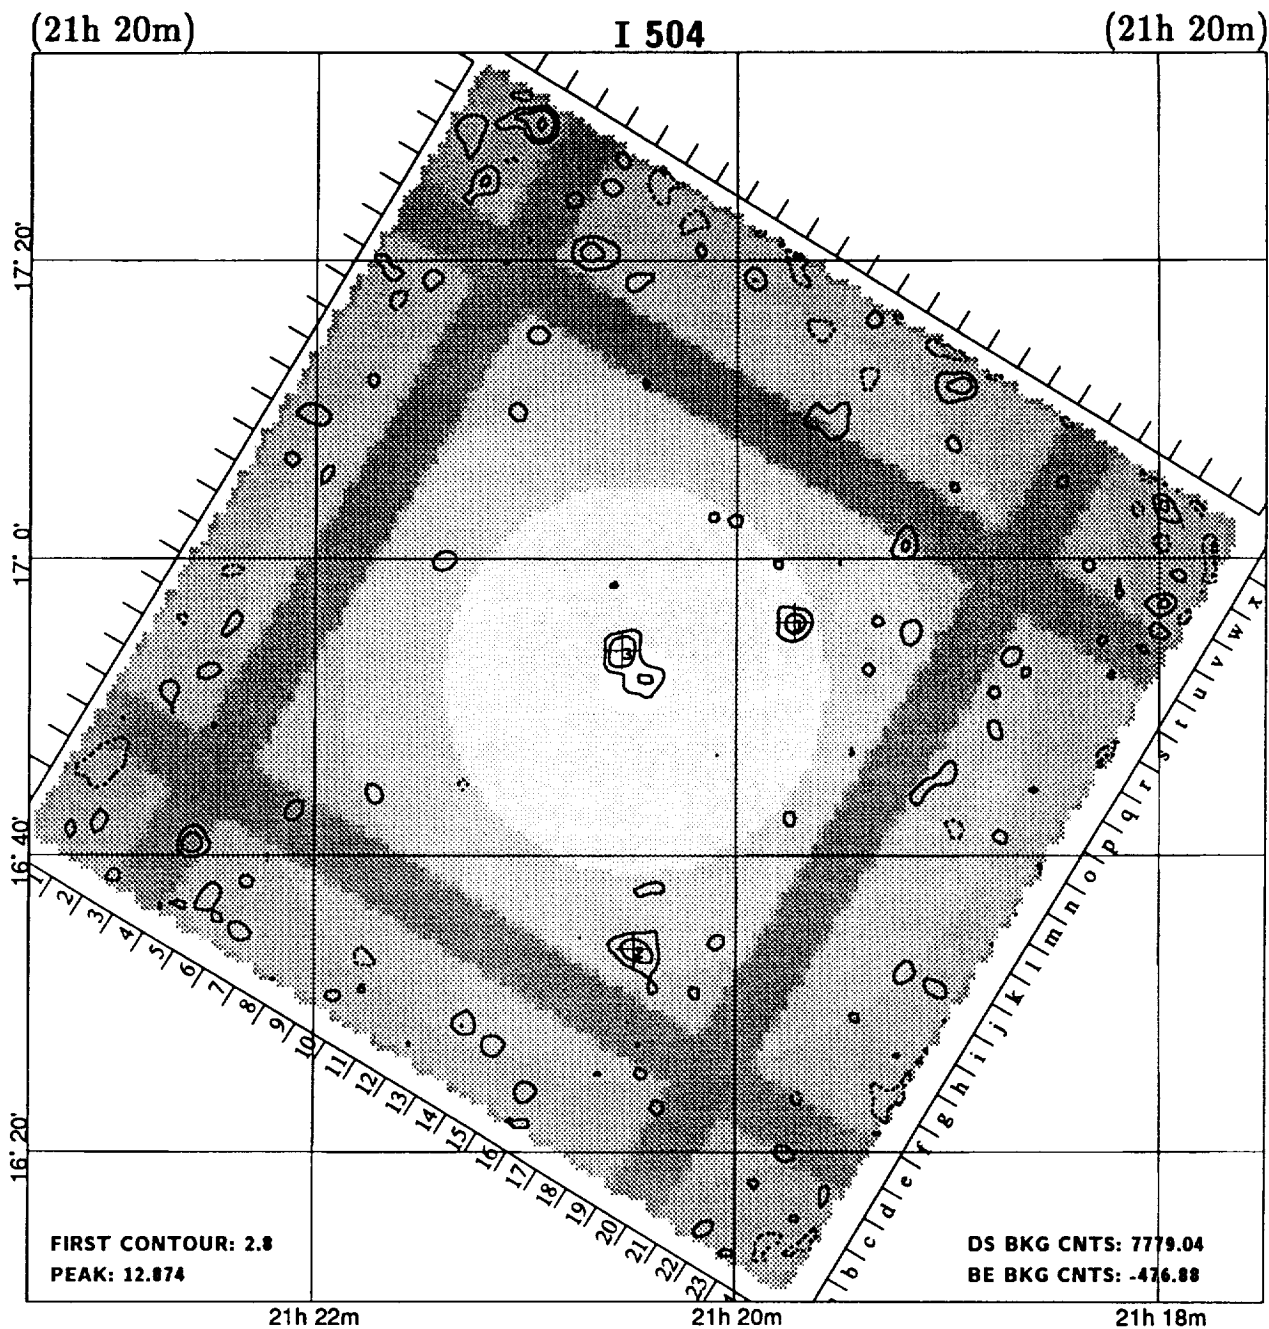 (21h 20m)
I 504
(21h 20m)
17° 20'
17° 0'
16° 40'
16° 20'
3
1
2
1 2 3 4 5 6 7 8 9 10 11 12 13 14 15 16 17 18 19 20 21 22 23
b c d e f g h i j k l m n o p q r s t u v w x
FIRST CONTOUR: 2.8
PEAK: 12.874
DS BKG CNTS: 7779.04
BE BKG CNTS: -476.88
21h 22m
21h 20m
21h 18m